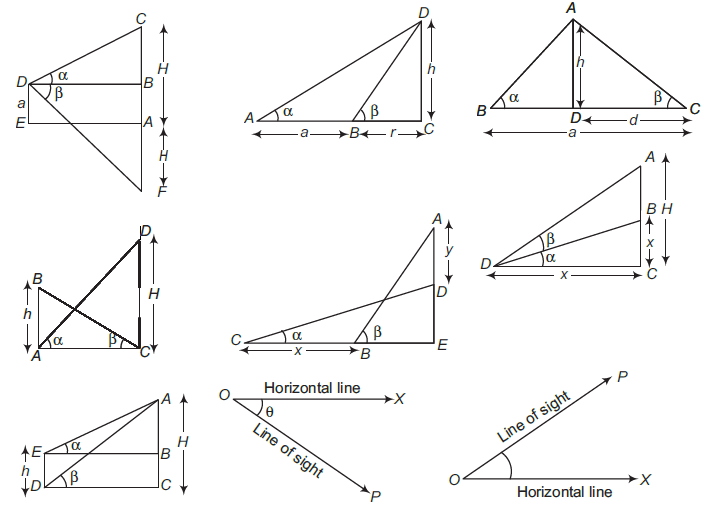 C
D α B H
β
a
E A
H
F
D
h
A α β
a B r C
A
h
B α β C
D d
a
A
B H
β
x
D α
x C
D
B
H
h
α β
A C
A
y
D
C α β E
x B
A
E α B H
h
D β C
O Horizontal line X
θ
Line of sight
P
P
Line of sight
O X
Horizontal line